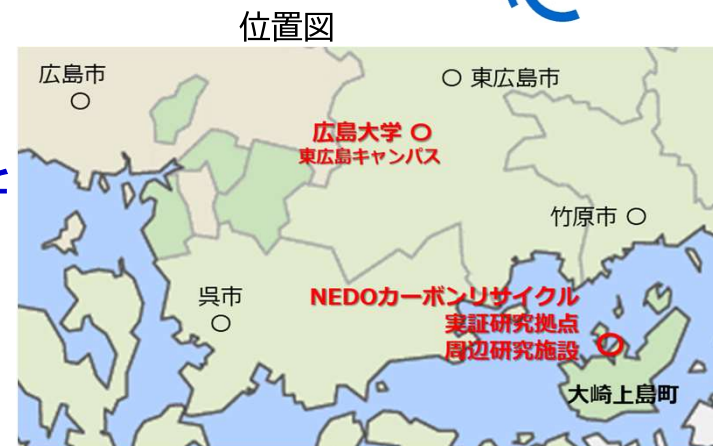 位置図
広島市
東広島市
広島大学
東広島キャンパス
竹原市
呉市
NEDOカーボンリサイクル
実証研究拠点
周辺研究施設
大崎上島町